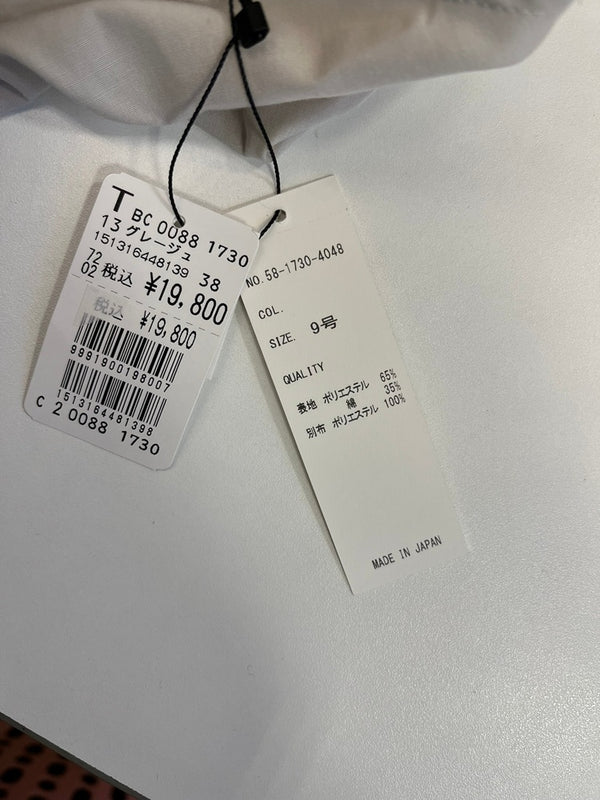 T BC 0088 1730
13 グレージュ
151316448139 38
72
02 税込 ¥19,800
税込 ¥19,800
9991900198007
1513164481398
C 2 0088 1730
NO. 58-1730-4048
COL.
SIZE. 9号
QUALITY
表地 ポリエステル 65%
綿 35%
別布 ポリエステル 100%
MADE IN JAPAN